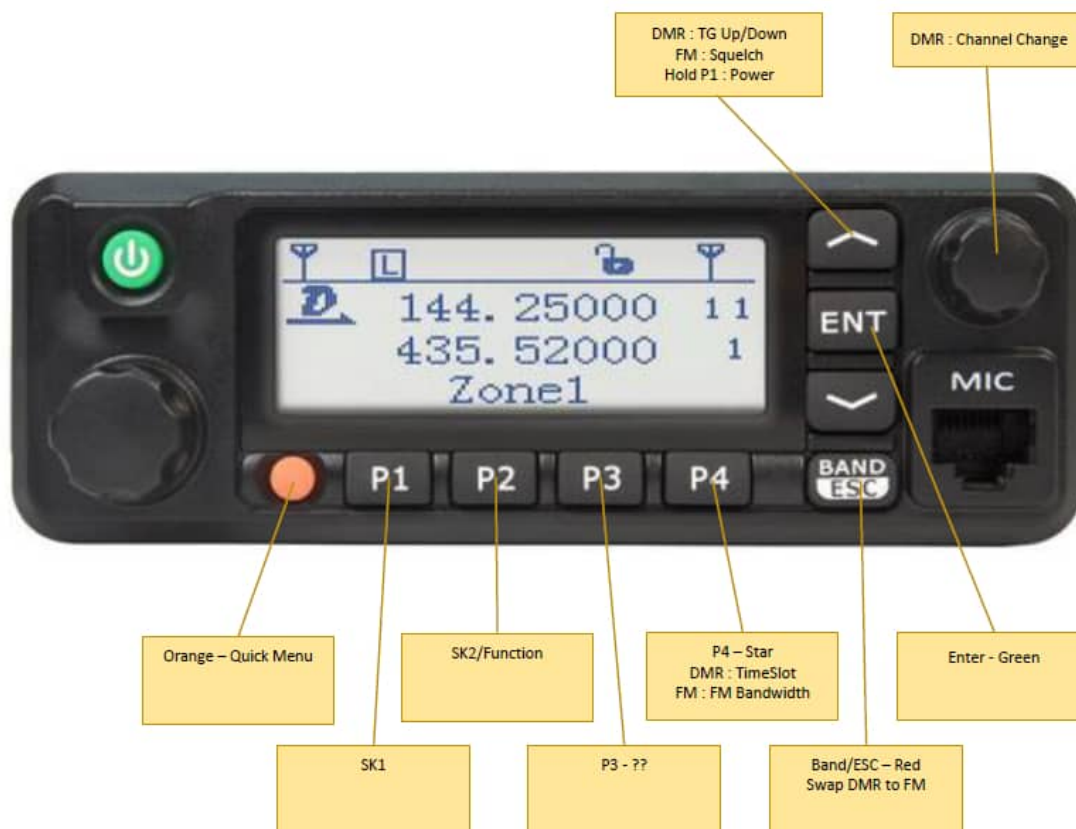 DMR : TG Up/Down
FM : Squelch
Hold P1 : Power
DMR : Channel Change
L
D
144. 25000 1 1
435. 52000 1
Zone1
ENT
MIC
P1
P2
P3
P4
BAND
ESC
Orange – Quick Menu
SK2/Function
P4 – Star
DMR : TimeSlot
FM : FM Bandwidth
Enter - Green
SK1
P3 - ??
Band/ESC – Red
Swap DMR to FM